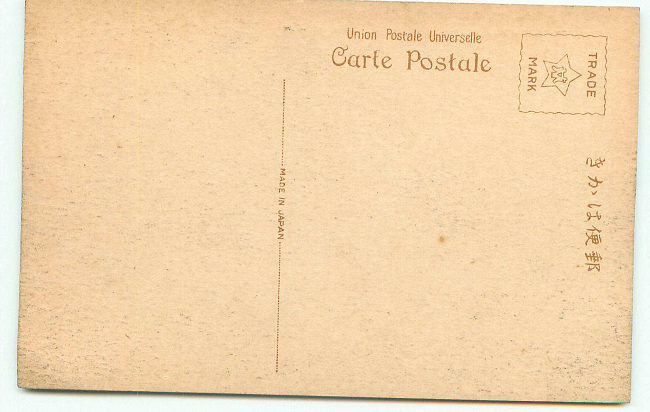 Union Postale Universelle
Carte Postale
TRADE
MARK
きかは便郵
MADE IN JAPAN